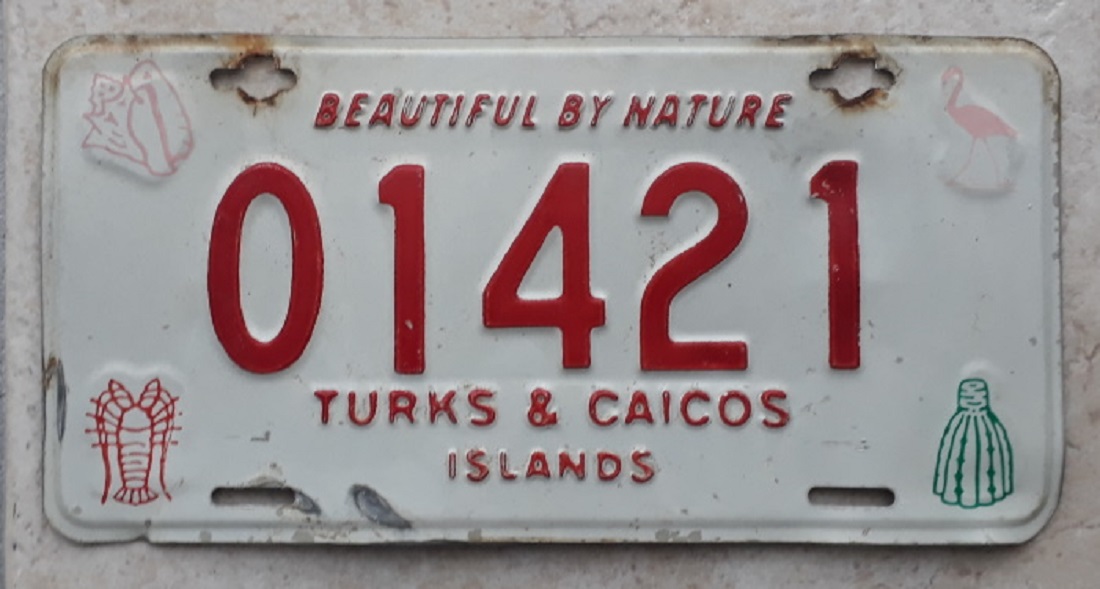 BEAUTIFUL BY NATURE
01421
TURKS & CAICOS
ISLANDS